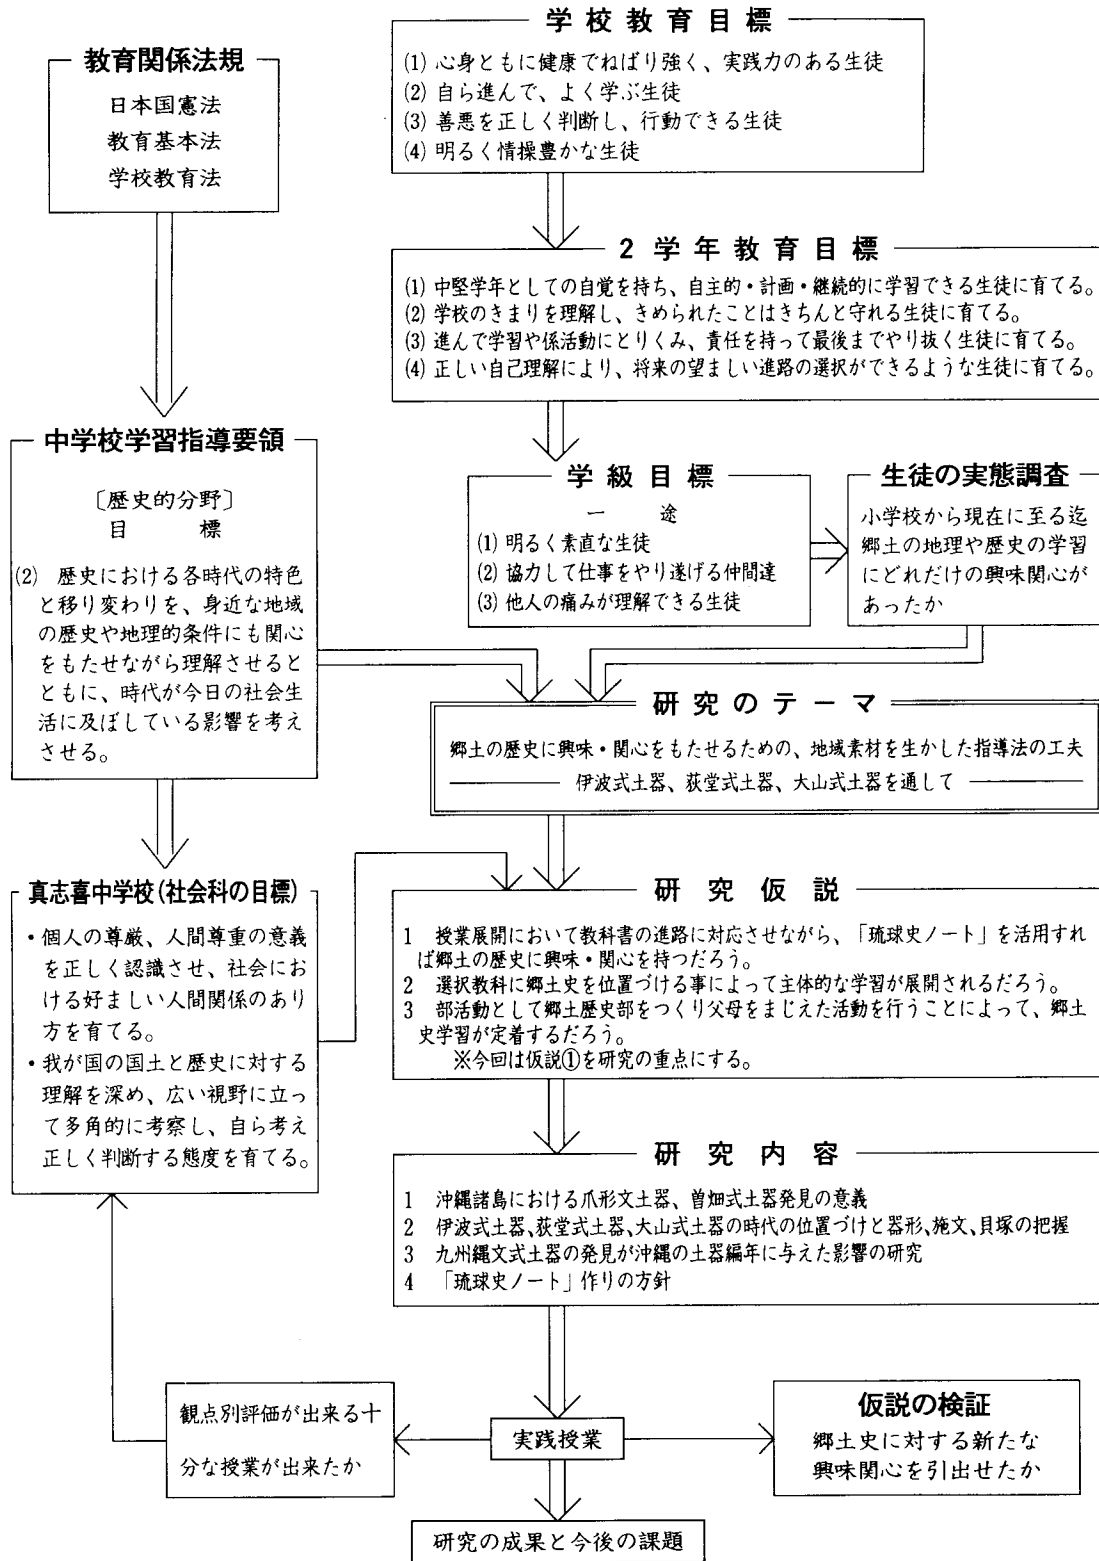 教育関係法規
日本国憲法
教育基本法
学校教育法
学校教育目標
(1) 心身ともに健康でねばり強く、実践力のある生徒
(2) 自ら進んで、よく学ぶ生徒
(3) 善悪を正しく判断し、行動できる生徒
(4) 明るく情操豊かな生徒
2学年教育目標
(1) 中堅学年としての自覚を持ち、自主的・計画・継続的に学習できる生徒に育てる。
(2) 学校のきまりを理解し、きめられたことはきちんと守れる生徒に育てる。
(3) 進んで学習や係活動にとりくみ、責任を持って最後までやり抜く生徒に育てる。
(4) 正しい自己理解により、将来の望ましい進路の選択ができるような生徒に育てる。
中学校学習指導要領
〔歴史的分野〕
目　　標
(2) 歴史における各時代の特色
と移り変わりを、身近な地域
の歴史や地理的条件にも関心
をもたせながら理解させると
ともに、時代が今日の社会生
活に及ぼしている影響を考え
させる。
学級目標
一　　途
(1) 明るく素直な生徒
(2) 協力して仕事をやり遂げる仲間達
(3) 他人の痛みが理解できる生徒
生徒の実態調査
小学校から現在に至る迄
郷土の地理や歴史の学習
にどれだけの興味関心が
あったか
研究のテーマ
郷土の歴史に興味・関心をもたせるための、地域素材を生かした指導法の工夫
伊波式土器、荻堂式土器、大山式土器を通して
真志喜中学校(社会科の目標)
・個人の尊厳、人間尊重の意義
を正しく認識させ、社会にお
ける好ましい人間関係のあり
方を育てる。
・我が国の国土と歴史に対する
理解を深め、広い視野に立っ
て多角的に考察し、自ら考え
正しく判断する態度を育てる。
研究仮説
1　授業展開において教科書の進路に対応させながら、「琉球史ノート」を活用すれ
ば郷土の歴史に興味・関心を持つだろう。
2　選択教科に郷土史を位置づける事によって主体的な学習が展開されるだろう。
3　部活動として郷土歴史部をつくり父母をまじえた活動を行うことによって、郷土
史学習が定着するだろう。
※今回は仮説①を研究の重点にする。
研究内容
1　沖縄諸島における爪形文土器、曽畑式土器発見の意義
2　伊波式土器、荻堂式土器、大山式土器の時代の位置づけと器形、施文、貝塚の把握
3　九州縄文式土器の発見が沖縄の土器編年に与えた影響の研究
4　「琉球史ノート」作りの方針
観点別評価が出来る十
分な授業が出来たか
実践授業
仮説の検証
郷土史に対する新たな
興味関心を引出せたか
研究の成果と今後の課題